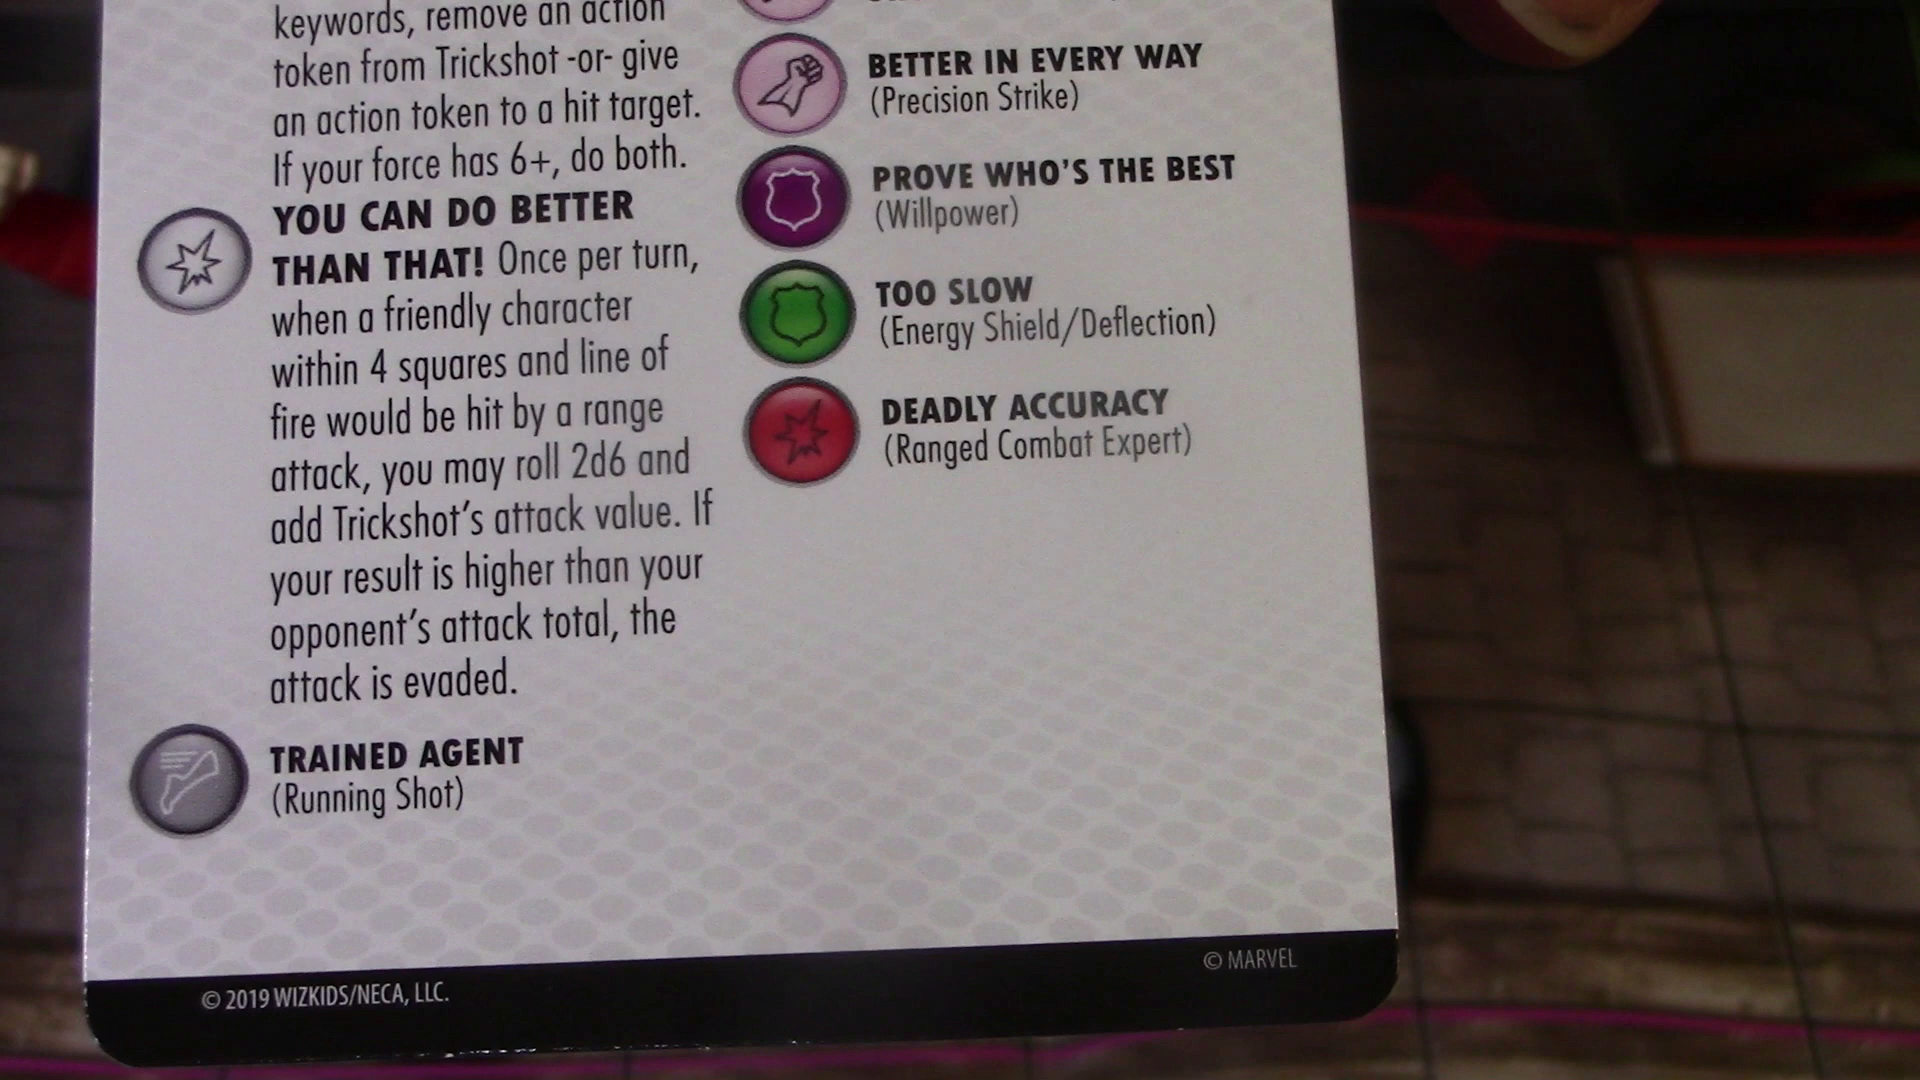 keywords, remove an action
token from Trickshot -or- give
an action token to a hit target.
If your force has 6+, do both.
YOU CAN DO BETTER
THAN THAT! Once per turn,
when a friendly character
within 4 squares and line of
fire would be hit by a range
attack, you may roll 2d6 and
add Trickshot's attack value. If
your result is higher than your
opponent's attack total, the
attack is evaded.
TRAINED AGENT
(Running Shot)
BETTER IN EVERY WAY
(Precision Strike)
PROVE WHO'S THE BEST
(Willpower)
TOO SLOW
(Energy Shield/Deflection)
DEADLY ACCURACY
(Ranged Combat Expert)
© 2019 WIZKIDS/NECA, LLC.
© MARVEL